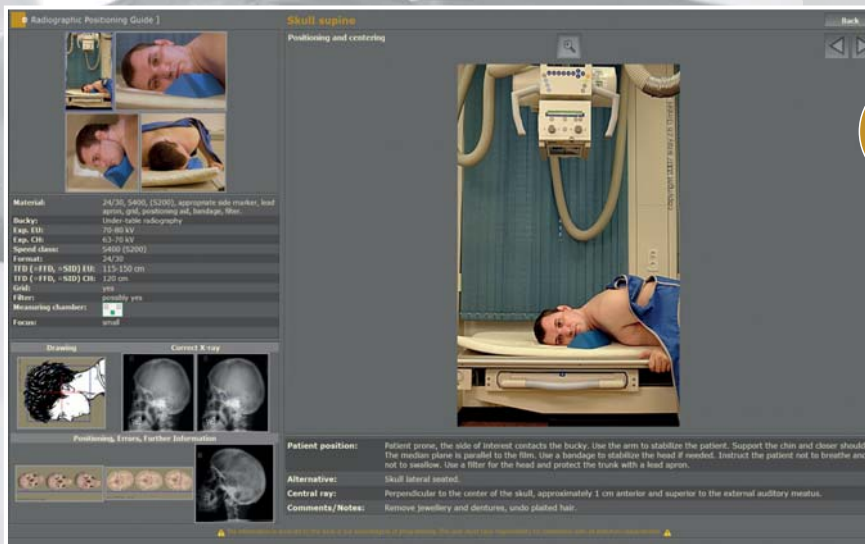 Radiographic Positioning Guide ]
Skull supine
Back
Positioning and centering
Material: 24/30, S400, (S200), appropriate side marker, lead
apron, grid, positioning aid, bandage, filter.
Bucky: Under-table radiography
Exp. EU: 70-80 kV
Exp. CH: 63-70 kV
Speed class: S400 (S200)
Format: 24/30
TFD (=FFD, =SID) EU: 115-150 cm
TFD (=FFD, =SID) CH: 120 cm
Grid: yes
Filter: possibly yes
Measuring chamber:
Focus: small
Drawing
Correct X-ray
Positioning, Errors, Further Information
Patient position: Patient prone, the side of interest contacts the bucky. Use the arm to stabilize the patient. Support the chin and closer should
The median plane is parallel to the film. Use a bandage to stabilize the head if needed. Instruct the patient not to breathe and
not to swallow. Use a filter for the head and protect the trunk with a lead apron.
Alternative: Skull lateral seated.
Central ray: Perpendicular to the center of the skull, approximately 1 cm anterior and superior to the external auditory meatus.
Comments/Notes: Remove jewellery and dentures, undo plaited hair.